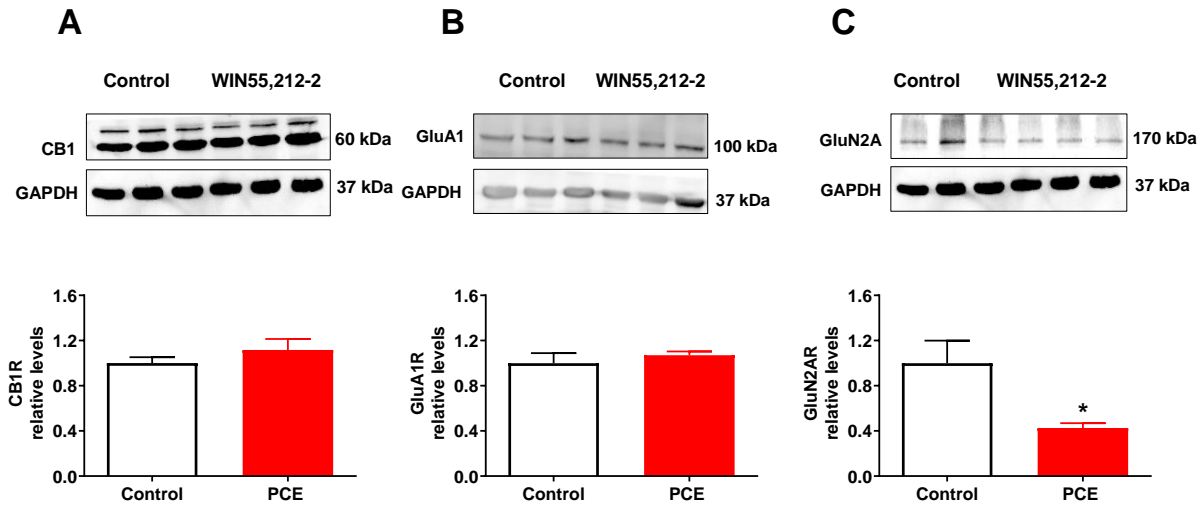 A
Control WIN55,212-2
CB1 60 kDa
GAPDH 37 kDa
CB1R
relative levels
1.6
1.2
0.8
0.4
0.0
Control PCE
B
Control WIN55,212-2
GluA1 100 kDa
GAPDH 37 kDa
GluA1R
relative levels
1.6
1.2
0.8
0.4
0.0
Control PCE
C
Control WIN55,212-2
GluN2A 170 kDa
GAPDH 37 kDa
GluN2AR
relative levels
1.6
1.2
0.8
0.4
0.0
*
Control PCE